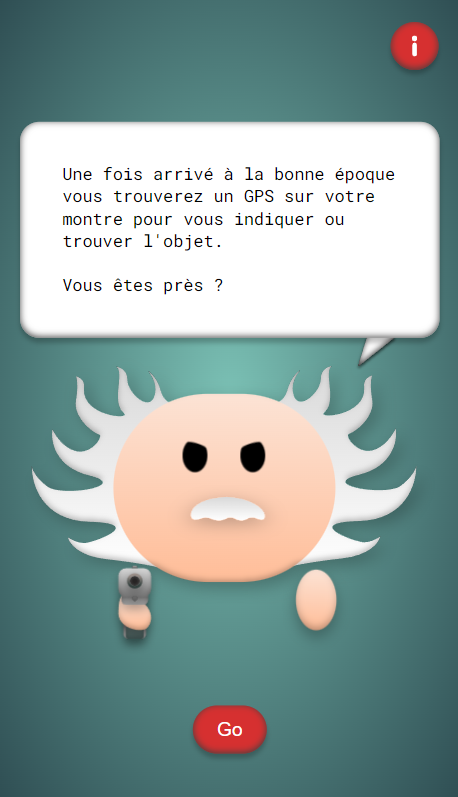 i
Une fois arrivé à la bonne époque
vous trouverez un GPS sur votre
montre pour vous indiquer ou
trouver l'objet.
Vous êtes près ?
Go